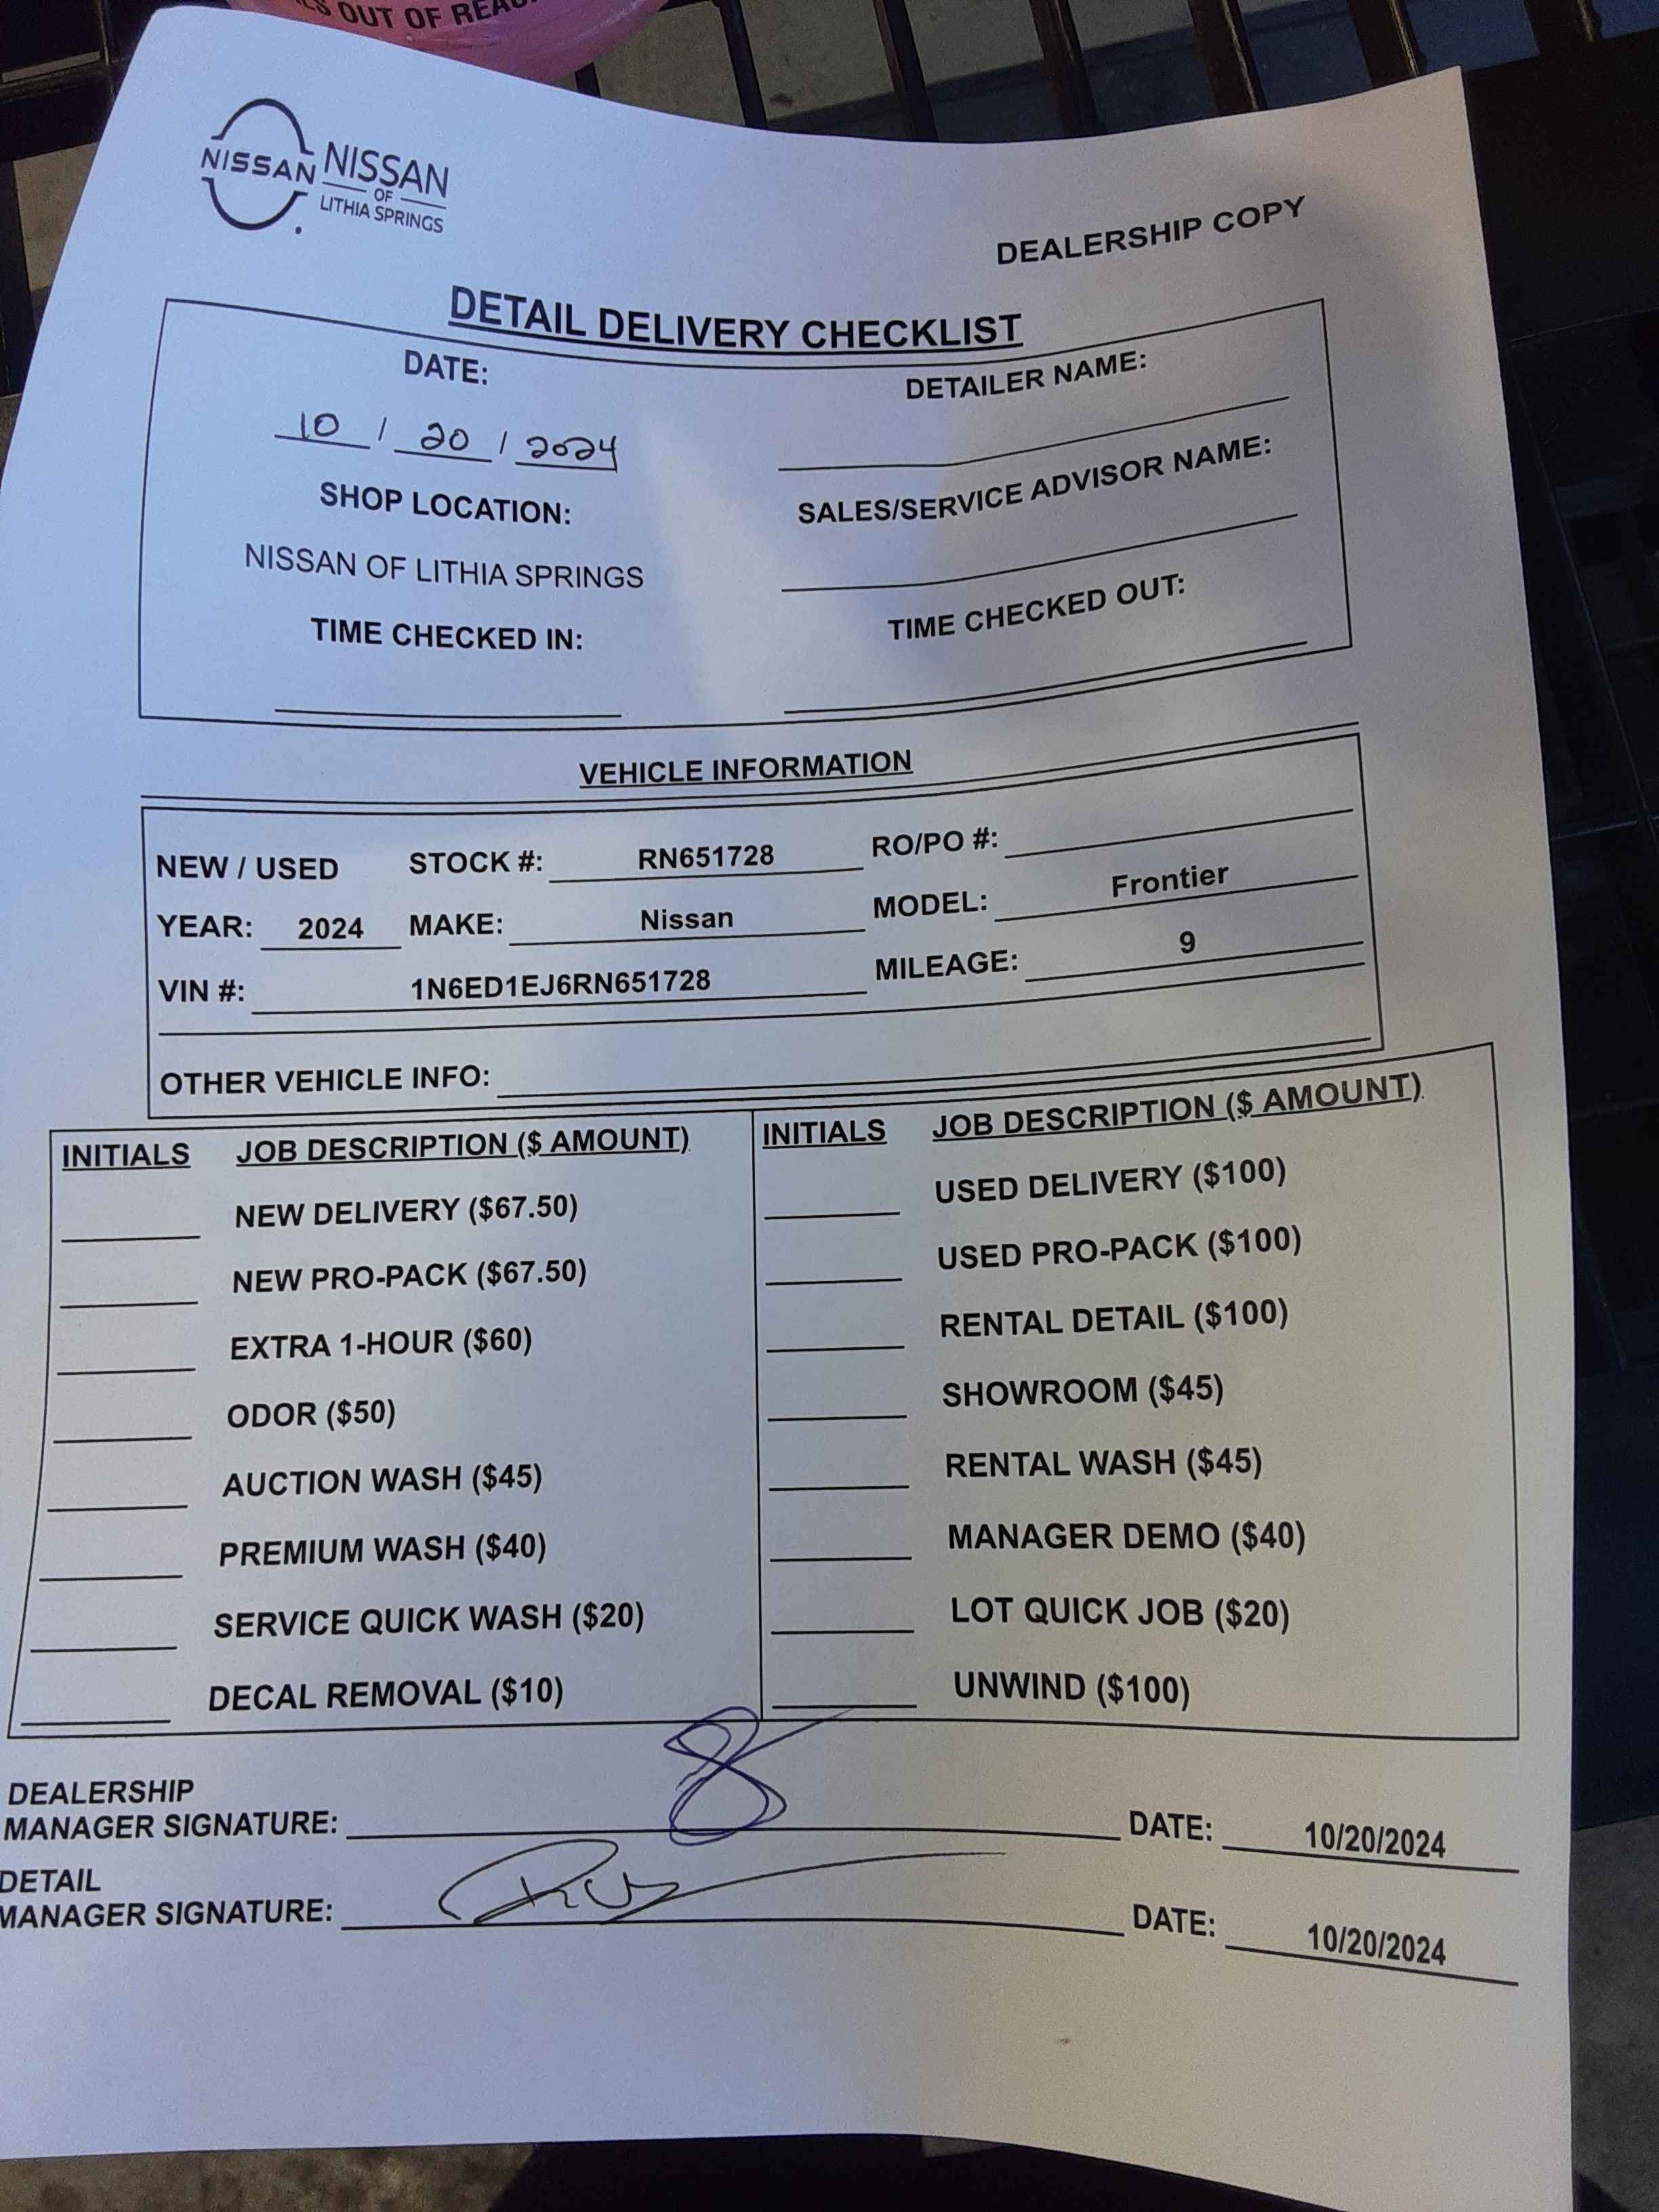 S OUT OF REAC
NISSAN
NISSAN
OF
LITHIA SPRINGS
DEALERSHIP COPY
DETAIL DELIVERY CHECKLIST
DATE:
10 / 20 / 2024
DETAILER NAME:
SHOP LOCATION:
NISSAN OF LITHIA SPRINGS
SALES/SERVICE ADVISOR NAME:
TIME CHECKED IN:
TIME CHECKED OUT:
VEHICLE INFORMATION
NEW / USED STOCK #: RN651728 RO/PO #:
YEAR: 2024 MAKE: Nissan MODEL: Frontier
VIN #: 1N6ED1EJ6RN651728 MILEAGE: 9
OTHER VEHICLE INFO:
INITIALS JOB DESCRIPTION ($ AMOUNT) INITIALS JOB DESCRIPTION ($ AMOUNT)
NEW DELIVERY ($67.50) USED DELIVERY ($100)
NEW PRO-PACK ($67.50) USED PRO-PACK ($100)
EXTRA 1-HOUR ($60) RENTAL DETAIL ($100)
ODOR ($50) SHOWROOM ($45)
AUCTION WASH ($45) RENTAL WASH ($45)
PREMIUM WASH ($40) MANAGER DEMO ($40)
SERVICE QUICK WASH ($20) LOT QUICK JOB ($20)
DECAL REMOVAL ($10) UNWIND ($100)
DEALERSHIP
MANAGER SIGNATURE: DATE: 10/20/2024
DETAIL
MANAGER SIGNATURE: DATE: 10/20/2024